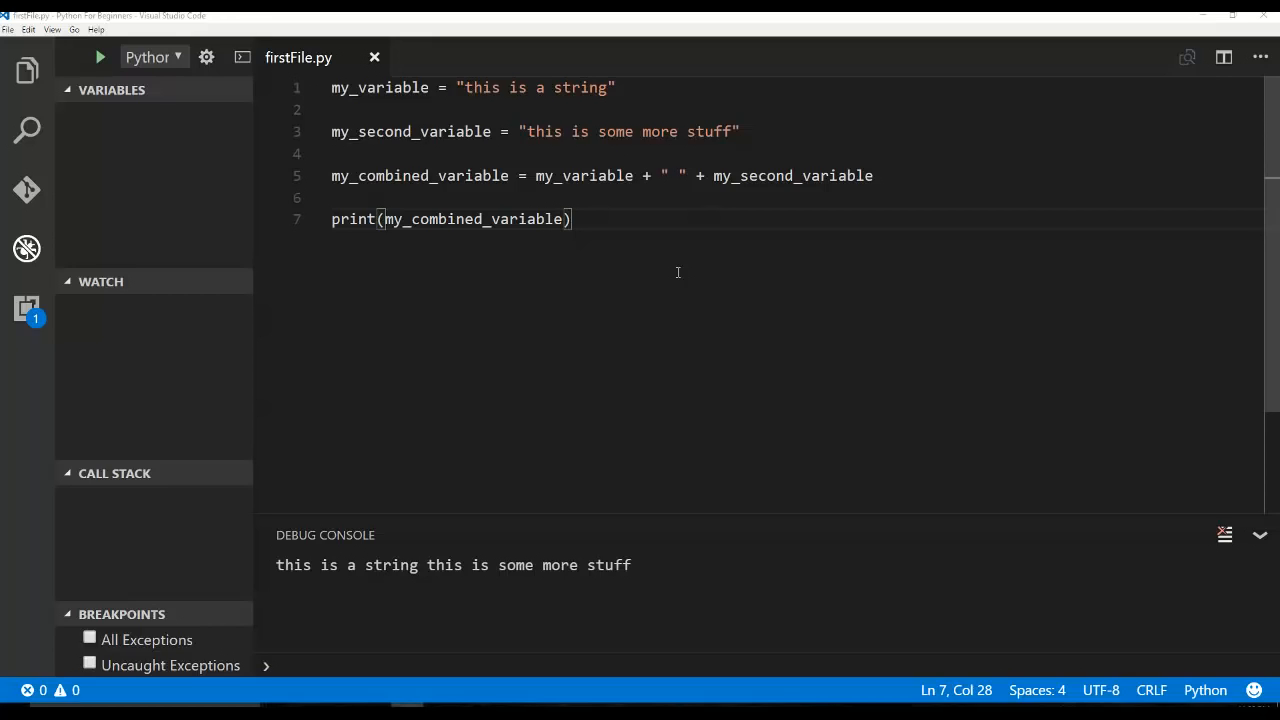 firstFile.py - Python For Beginners - Visual Studio Code
File Edit View Go Help
Python
firstFile.py
VARIABLES
1 my_variable = "this is a string"
2
3 my_second_variable = "this is some more stuff"
4
5 my_combined_variable = my_variable + " " + my_second_variable
6
7 print(my_combined_variable)
WATCH
1
CALL STACK
DEBUG CONSOLE
this is a string this is some more stuff
BREAKPOINTS
All Exceptions
Uncaught Exceptions
0 0 Ln 7, Col 28 Spaces: 4 UTF-8 CRLF Python